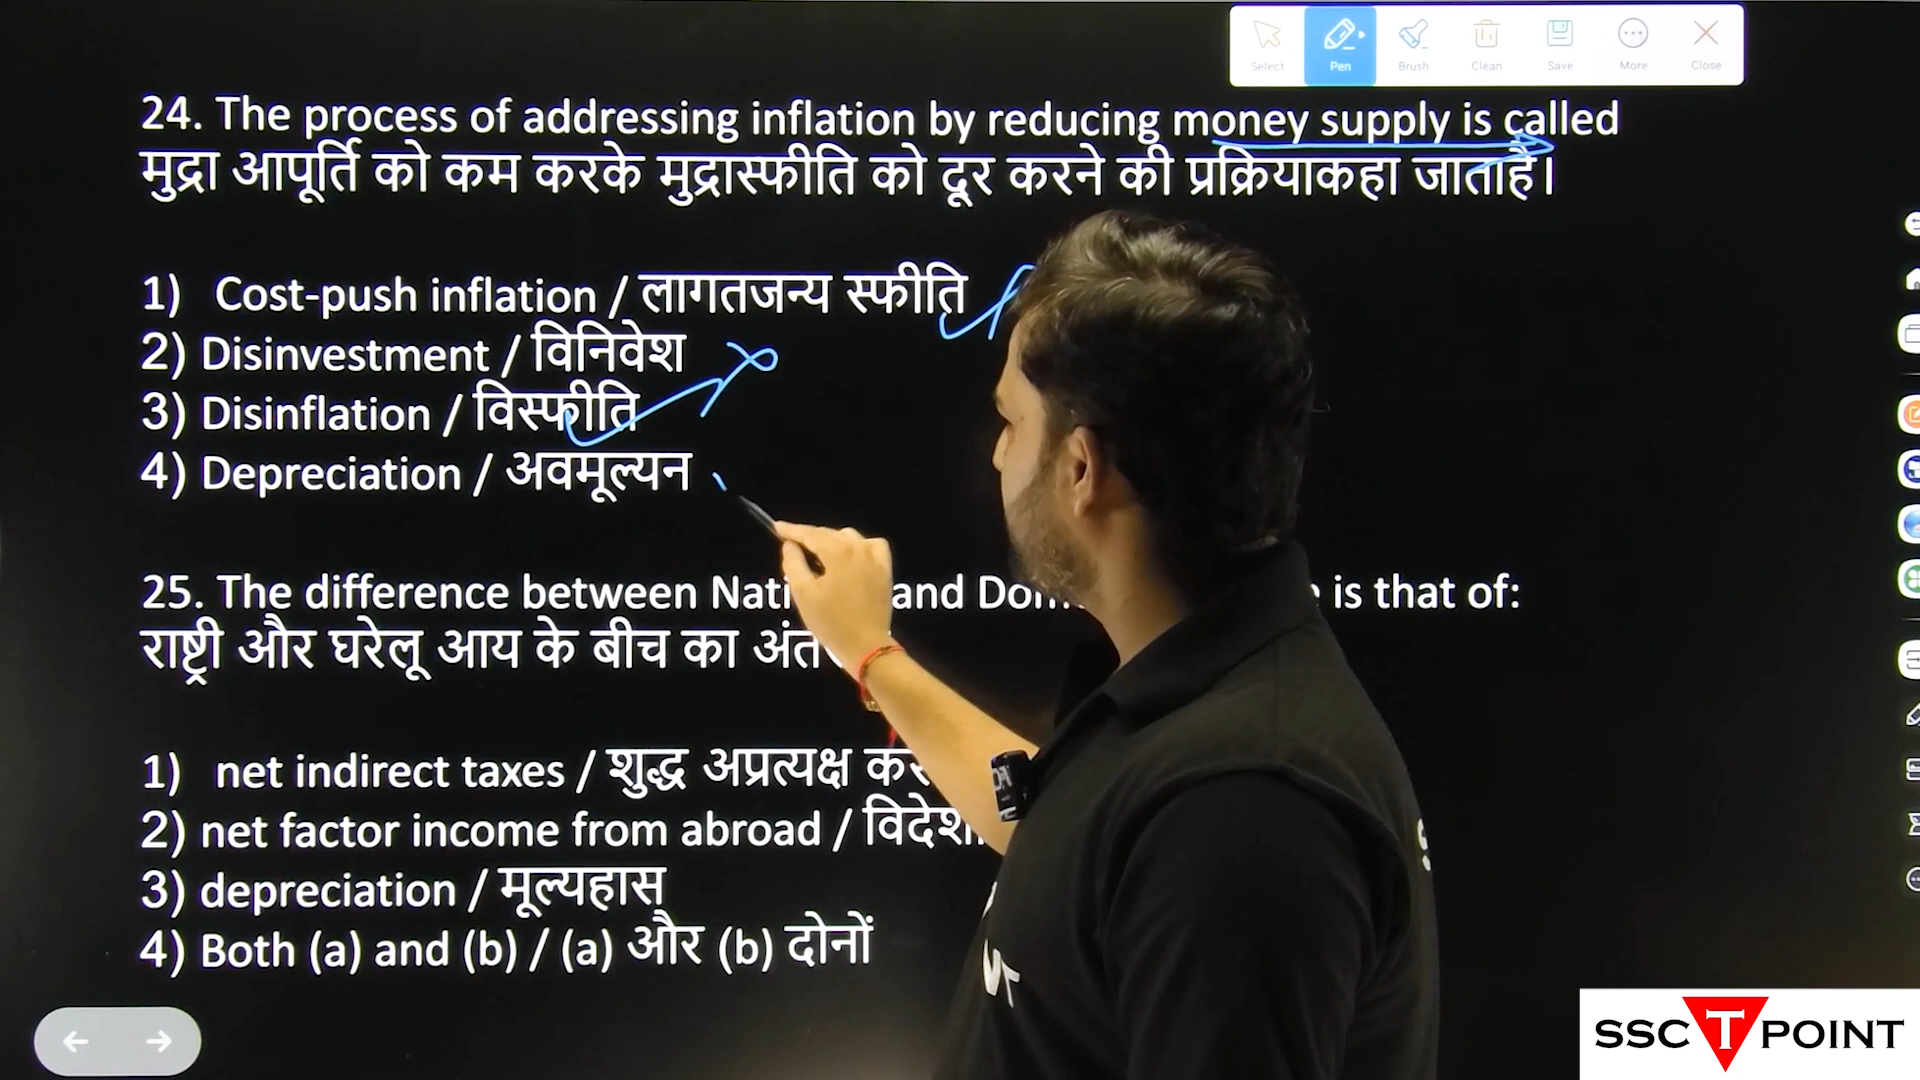 Select Pen Brush Clean Save More Close
24. The process of addressing inflation by reducing money supply is called
मुद्रा आपूर्ति को कम करके मुद्रास्फीति को दूर करने की प्रक्रियाकहा जाताहै।
1) Cost-push inflation / लागतजन्य स्फीति
2) Disinvestment / विनिवेश
3) Disinflation / विस्फीति
4) Depreciation / अवमूल्यन
25. The difference between and is that of:
राष्ट्री और घरेलू आय के बीच का
1) net indirect taxes / शुद्ध अप्रत्यक्ष कर
2) net factor income from abroad /
3) depreciation / मूल्यहास
4) Both (a) and (b) / (a) और (b) दोनों
SSC T POINT